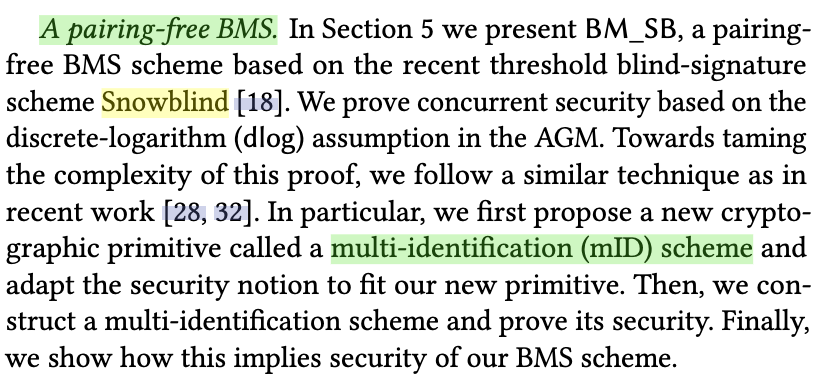 A pairing-free BMS. In Section 5 we present BM_SB, a pairing-
free BMS scheme based on the recent threshold blind-signature
scheme Snowblind [18]. We prove concurrent security based on the
discrete-logarithm (dlog) assumption in the AGM. Towards taming
the complexity of this proof, we follow a similar technique as in
recent work [28, 32]. In particular, we first propose a new crypto-
graphic primitive called a multi-identification (mID) scheme and
adapt the security notion to fit our new primitive. Then, we con-
struct a multi-identification scheme and prove its security. Finally,
we show how this implies security of our BMS scheme.